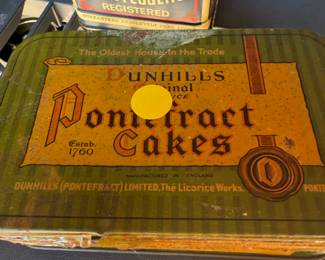 REGISTERED
The Oldest House in the Trade
DUNHILLS
Original
Pontefract
Cakes
Estab.
1760
MANUFACTURED IN ENGLAND
DUNHILLS (PONTEFRACT) LIMITED. The Licorice Works.